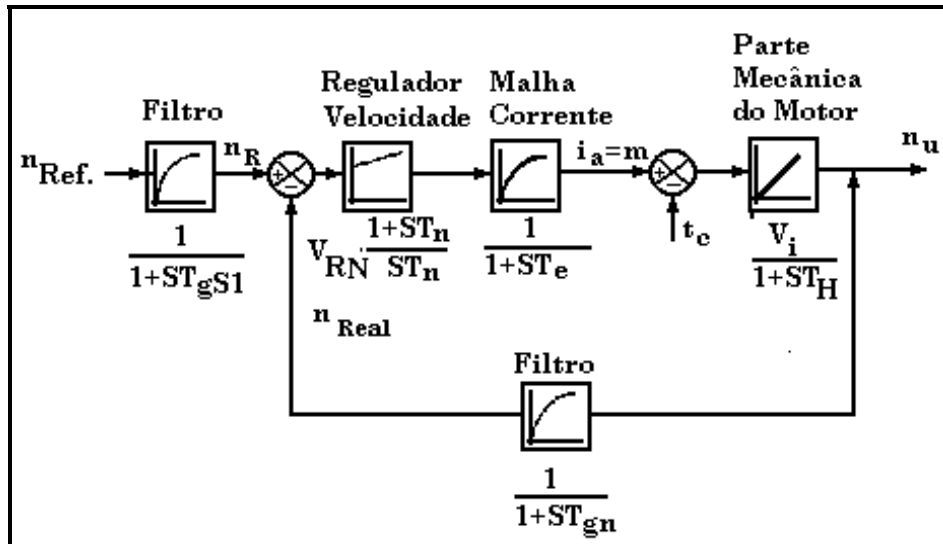 Parte
Mecânica
do Motor
Regulador
Velocidade
Malha
Corrente
Filtro
n_Ref.
n_R
i_a=m
n_u
+
−
+
−
t_c
1
1+ST_gS1
V_RN · 1+ST_n
ST_n
1
1+ST_e
V_i
1+ST_H
n_Real
Filtro
1
1+ST_gn